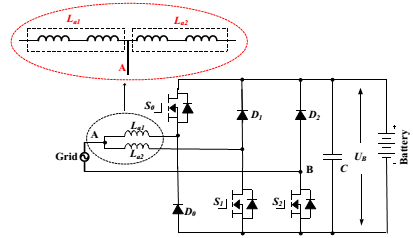 La1 La2
A
S0
D1 D2
A La1
La2
Grid
B
C UB Battery
S1 S2
D0